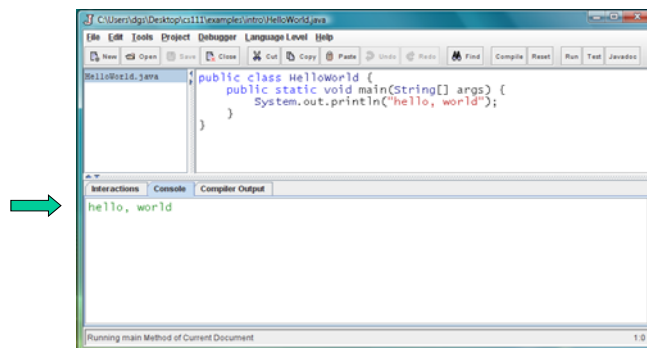 C:\Users\dgs\Desktop\cs111\examples\intro\HelloWorld.java
File Edit Tools Project Debugger Language Level Help
New Open Save Close Cut Copy Paste Undo Redo Find Compile Reset Run Test Javadoc
HelloWorld.java
public class HelloWorld {
public static void main(String[] args) {
System.out.println("hello, world");
}
}
Interactions Console Compiler Output
hello, world
Running main Method of Current Document 1:0